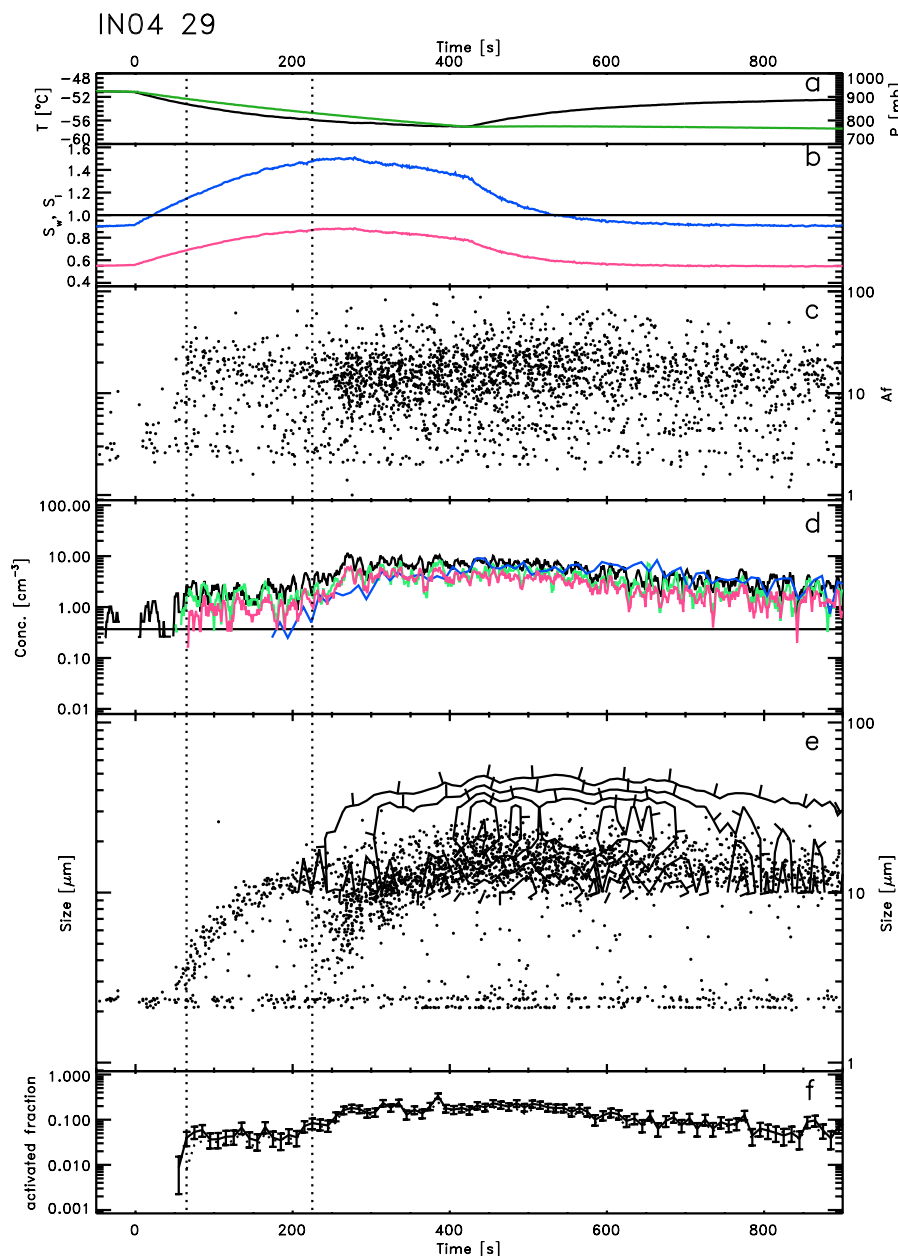 IN04 29
Time [s]
0 200 400 600 800
a
T [°C]
-48
-52
-56
-60
P [mb]
1000
900
800
700
b
S_w, S_i
1.6
1.4
1.2
1.0
0.8
0.6
0.4
c
Af
100
10
1
d
Conc. [cm⁻³]
100.00
10.00
1.00
0.10
0.01
e
Size [μm]
Size [μm]
100
10
1
f
activated fraction
1.000
0.100
0.010
0.001
0 200 400 600 800
Time [s]